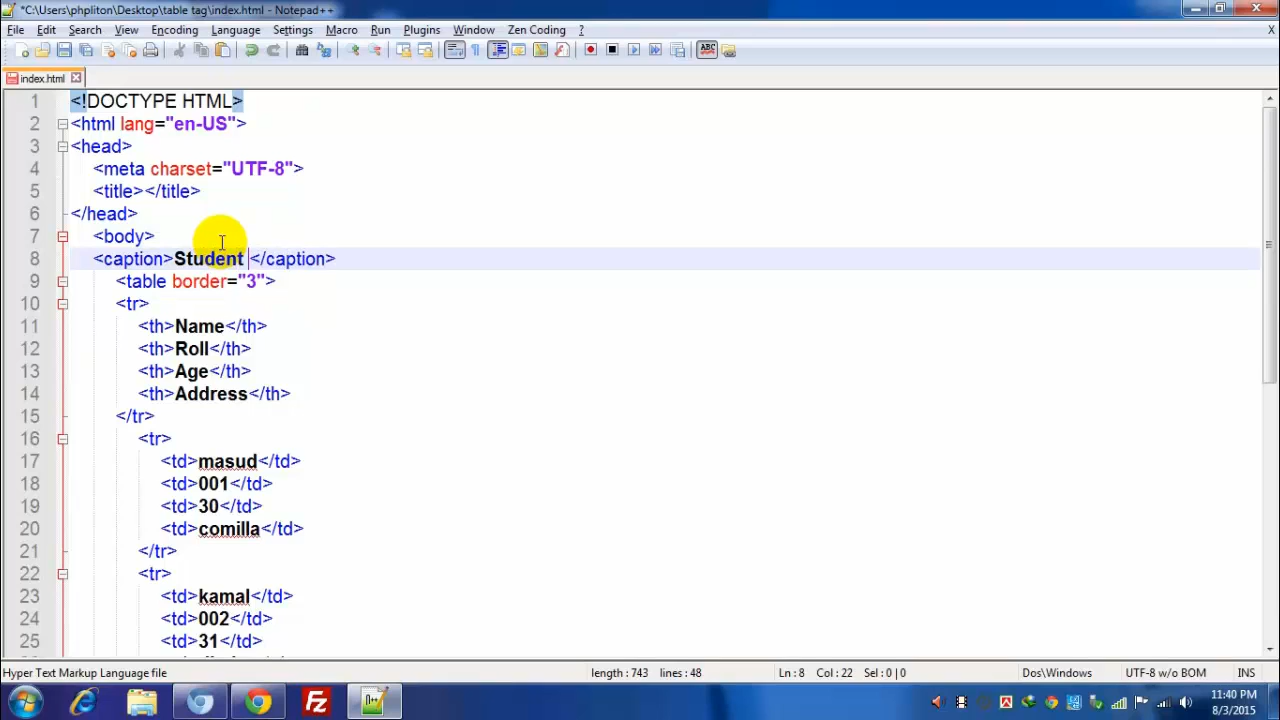 *C:\Users\phpliton\Desktop\table tag\index.html - Notepad++
File Edit Search View Encoding Language Settings Macro Run Plugins Window Zen Coding ? X
index.html
1 <!DOCTYPE HTML>
2 <html lang="en-US">
3 <head>
4 <meta charset="UTF-8">
5 <title></title>
6 </head>
7 <body>
8 <caption>Student </caption>
9 <table border="3">
10 <tr>
11 <th>Name</th>
12 <th>Roll</th>
13 <th>Age</th>
14 <th>Address</th>
15 </tr>
16 <tr>
17 <td>masud</td>
18 <td>001</td>
19 <td>30</td>
20 <td>comilla</td>
21 </tr>
22 <tr>
23 <td>kamal</td>
24 <td>002</td>
25 <td>31</td>
Hyper Text Markup Language file length : 743 lines : 48 Ln : 8 Col : 22 Sel : 0 | 0 Dos\Windows UTF-8 w/o BOM INS
11:40 PM
8/3/2015